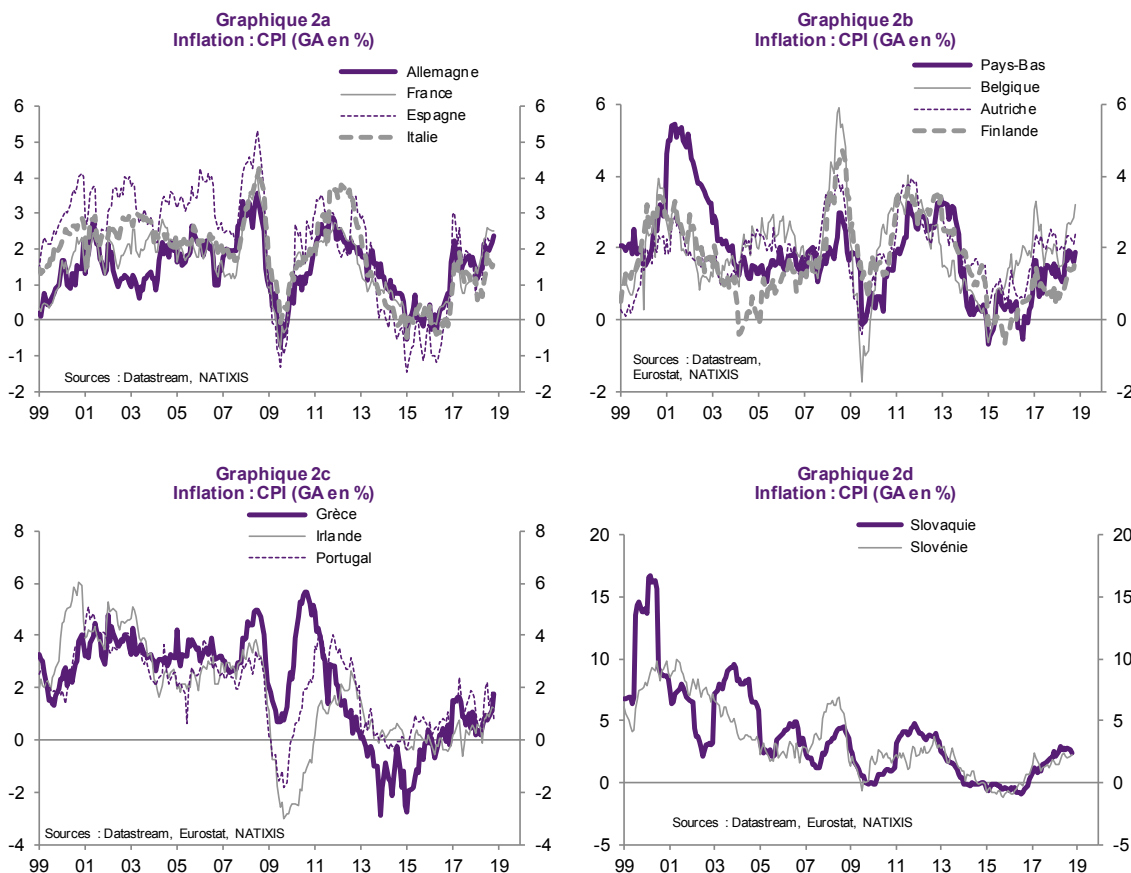 Graphique 2a
Inflation : CPI (GA en %)
Allemagne
France
Espagne
Italie
6 6
5 5
4 4
3 3
2 2
1 1
0 0
-1 -1
-2 -2
Sources : Datastream, NATIXIS
99 01 03 05 07 09 11 13 15 17 19
Graphique 2b
Inflation : CPI (GA en %)
Pays-Bas
Belgique
Autriche
Finlande
6 6
4 4
2 2
0 0
-2 -2
Sources : Datastream,
Eurostat, NATIXIS
99 01 03 05 07 09 11 13 15 17 19
Graphique 2c
Inflation : CPI (GA en %)
Grèce
Irlande
Portugal
8 8
6 6
4 4
2 2
0 0
-2 -2
-4 -4
Sources : Datastream, Eurostat, NATIXIS
99 01 03 05 07 09 11 13 15 17 19
Graphique 2d
Inflation : CPI (GA en %)
Slovaquie
Slovénie
20 20
15 15
10 10
5 5
0 0
-5 -5
Sources : Datastream, Eurostat, NATIXIS
99 01 03 05 07 09 11 13 15 17 19